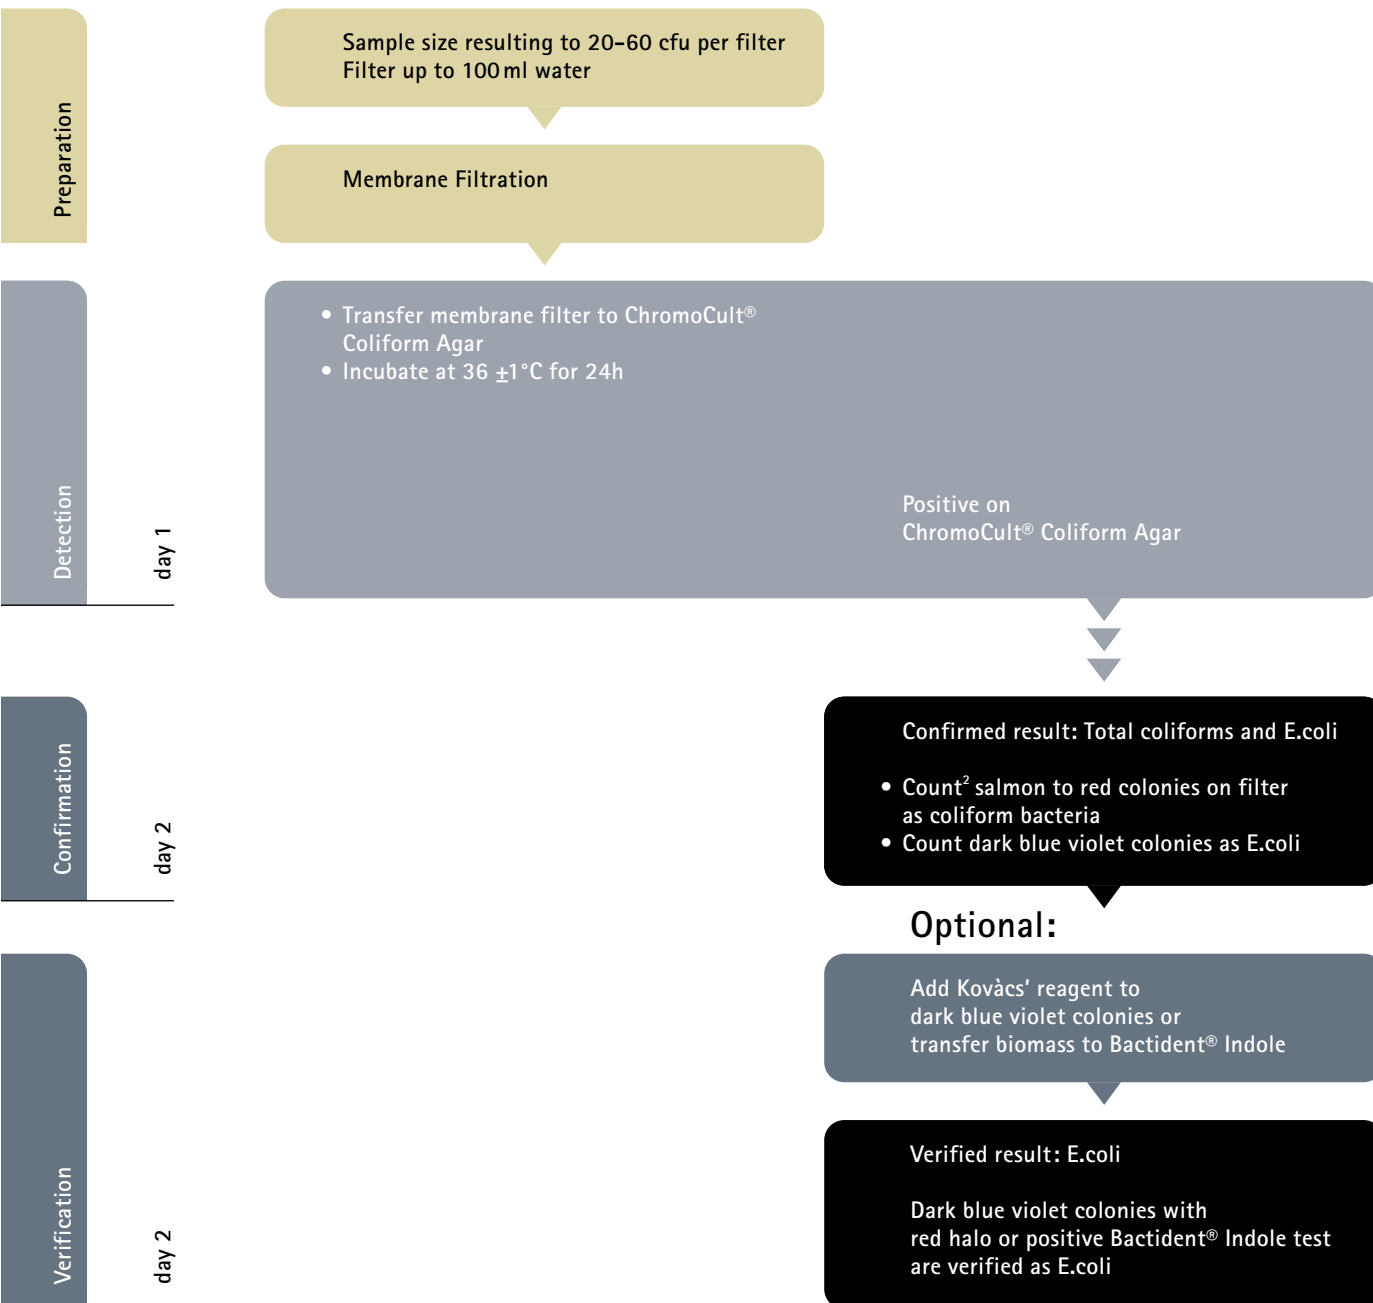 Preparation
Sample size resulting to 20-60 cfu per filter
Filter up to 100 ml water
Membrane Filtration
Detection
day 1
• Transfer membrane filter to ChromoCult®
Coliform Agar
• Incubate at 36 ±1°C for 24h
Positive on
ChromoCult® Coliform Agar
Confirmation
day 2
Confirmed result: Total coliforms and E.coli
• Count² salmon to red colonies on filter
as coliform bacteria
• Count dark blue violet colonies as E.coli
Optional:
Verification
day 2
Add Kovàcs’ reagent to
dark blue violet colonies or
transfer biomass to Bactident® Indole
Verified result: E.coli
Dark blue violet colonies with
red halo or positive Bactident® Indole test
are verified as E.coli